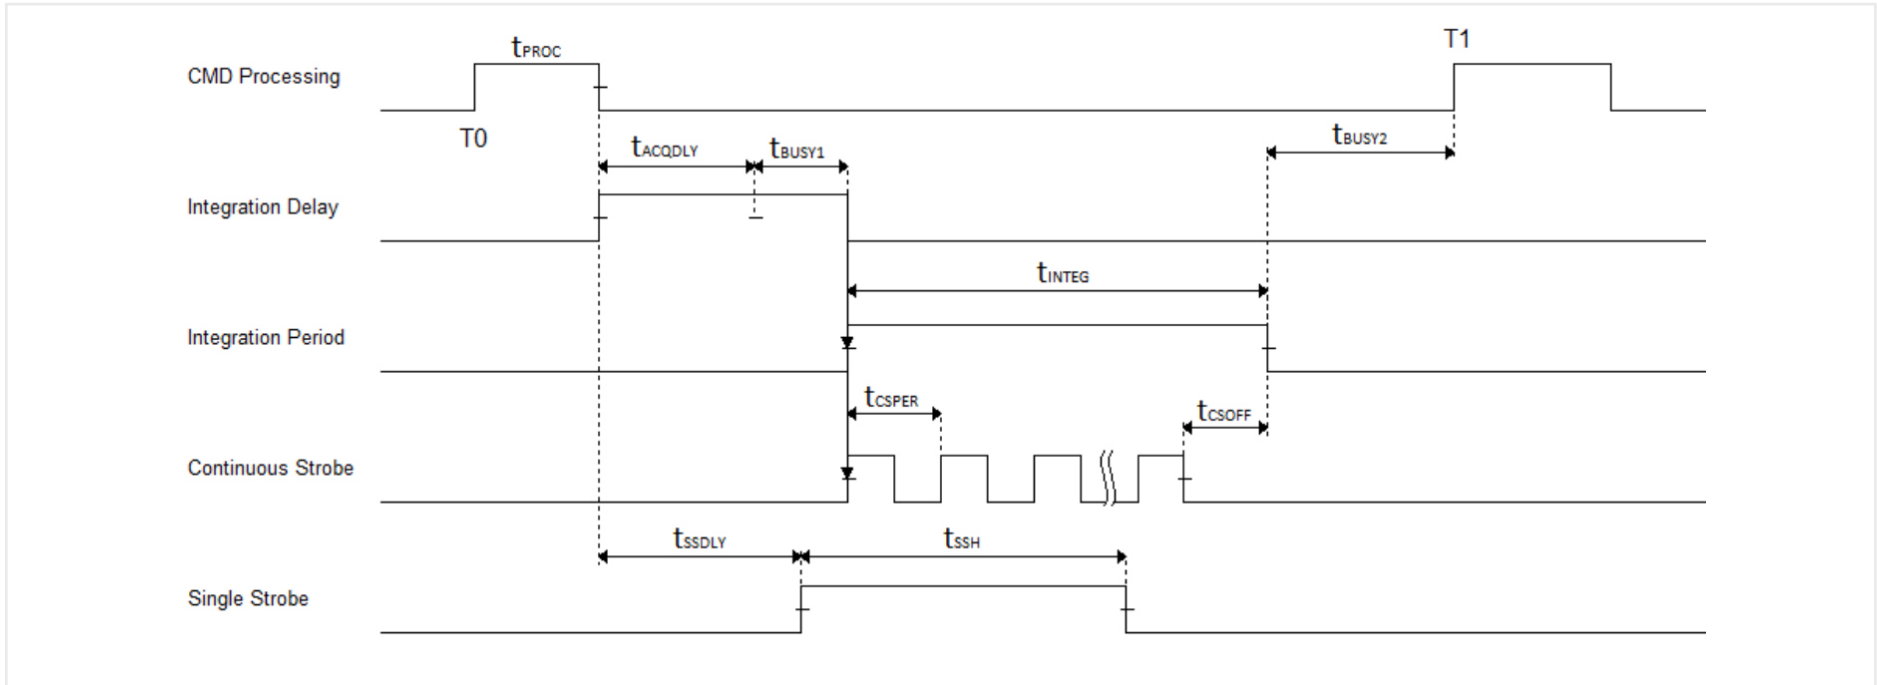 tPROC
T1
CMD Processing
T0
tACQDLY
tBUSY1
tBUSY2
Integration Delay
tINTEG
Integration Period
tCSPER
tCSOFF
Continuous Strobe
tSSDLY
tSSH
Single Strobe